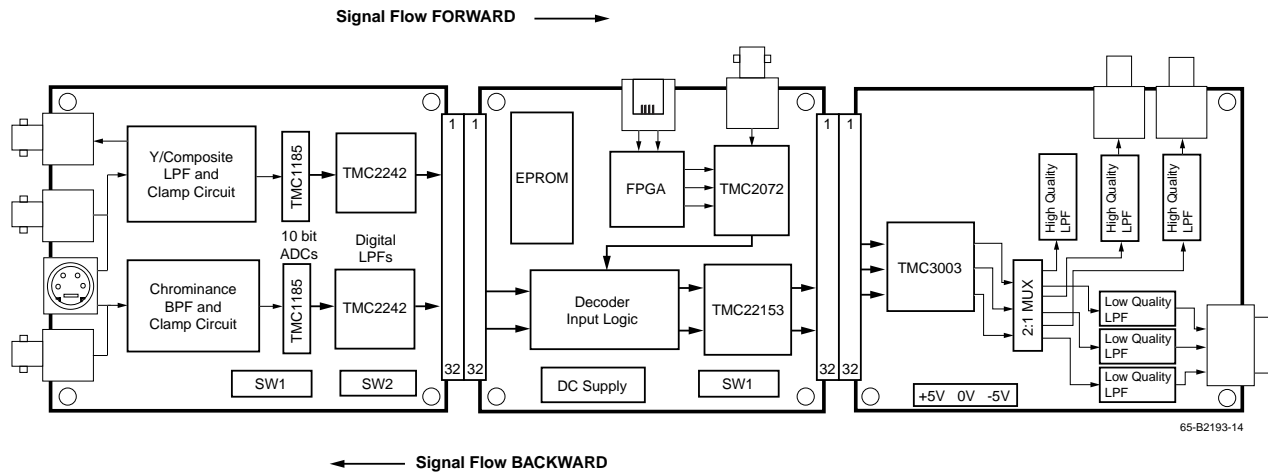 Signal Flow FORWARD
Y/Composite
LPF and
Clamp Circuit
TMC1185
TMC2242
10 bit
ADCs
Digital
LPFs
Chrominance
BPF and
Clamp Circuit
TMC1185
TMC2242
SW1
SW2
1
1
32
32
EPROM
FPGA
TMC2072
Decoder
Input Logic
TMC22153
DC Supply
SW1
1
1
32
32
TMC3003
2:1 MUX
High Quality
LPF
High Quality
LPF
High Quality
LPF
Low Quality
LPF
Low Quality
LPF
Low Quality
LPF
+5V 0V -5V
65-B2193-14
Signal Flow BACKWARD